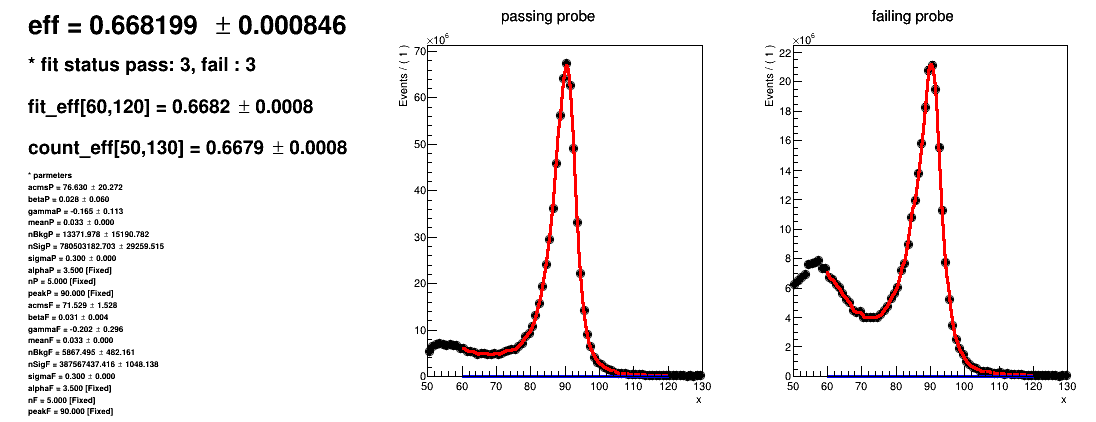 eff = 0.668199 ± 0.000846
* fit status pass: 3, fail : 3
fit_eff[60,120] = 0.6682 ± 0.0008
count_eff[50,130] = 0.6679 ± 0.0008
* parmeters
acmsP = 76.630 ± 20.272
betaP = 0.028 ± 0.060
gammaP = -0.165 ± 0.113
meanP = 0.033 ± 0.000
nBkgP = 13371.978 ± 15190.782
nSigP = 780503182.703 ± 29259.515
sigmaP = 0.300 ± 0.000
alphaP = 3.500 [Fixed]
nP = 5.000 [Fixed]
peakP = 90.000 [Fixed]
acmsF = 71.529 ± 1.528
betaF = 0.031 ± 0.004
gammaF = -0.202 ± 0.296
meanF = 0.033 ± 0.000
nBkgF = 5867.495 ± 482.161
nSigF = 387567437.416 ± 1048.138
sigmaF = 0.300 ± 0.000
alphaF = 3.500 [Fixed]
nF = 5.000 [Fixed]
peakF = 90.000 [Fixed]
passing probe
×10⁶
Events / ( 1 )
70
60
50
40
30
20
10
0
50 60 70 80 90 100 110 120 130
x
failing probe
×10⁶
Events / ( 1 )
22
20
18
16
14
12
10
8
6
4
2
0
50 60 70 80 90 100 110 120 130
x